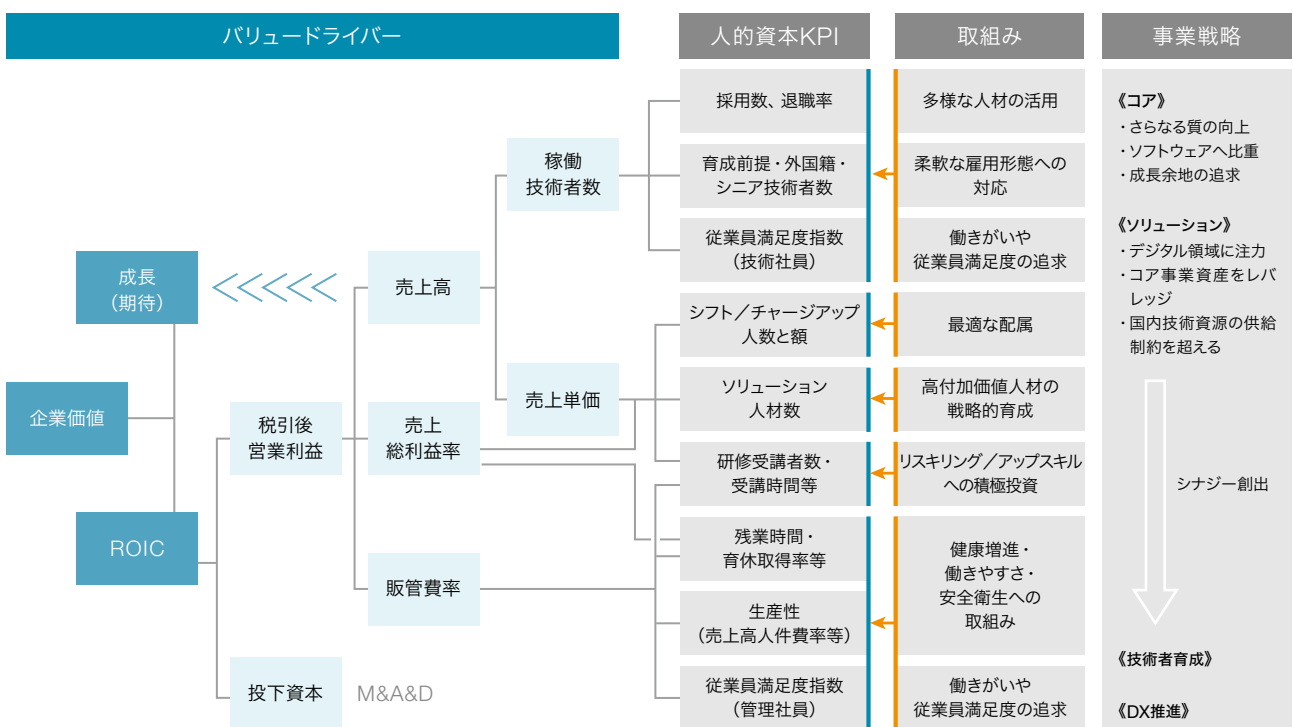 バリュードライバー
人的資本KPI
取組み
事業戦略
企業価値
成長
(期待)
ROIC
税引後
営業利益
投下資本
M&A&D
売上高
売上
総利益率
販管費率
稼働
技術者数
売上単価
採用数、退職率
育成前提・外国籍・
シニア技術者数
従業員満足度指数
(技術社員)
シフト／チャージアップ
人数と額
ソリューション
人材数
研修受講者数・
受講時間等
残業時間・
育休取得率等
生産性
(売上高人件費率等)
従業員満足度指数
(管理社員)
多様な人材の活用
柔軟な雇用形態への
対応
働きがいや
従業員満足度の追求
最適な配属
高付加価値人材の
戦略的育成
リスキリング／アップスキル
への積極投資
健康増進・
働きやすさ・
安全衛生への
取組み
働きがいや
従業員満足度の追求
《コア》
・さらなる質の向上
・ソフトウェアへ比重
・成長余地の追求
《ソリューション》
・デジタル領域に注力
・コア事業資産をレバ
レッジ
・国内技術資源の供給
制約を超える
シナジー創出
《技術者育成》
《DX推進》